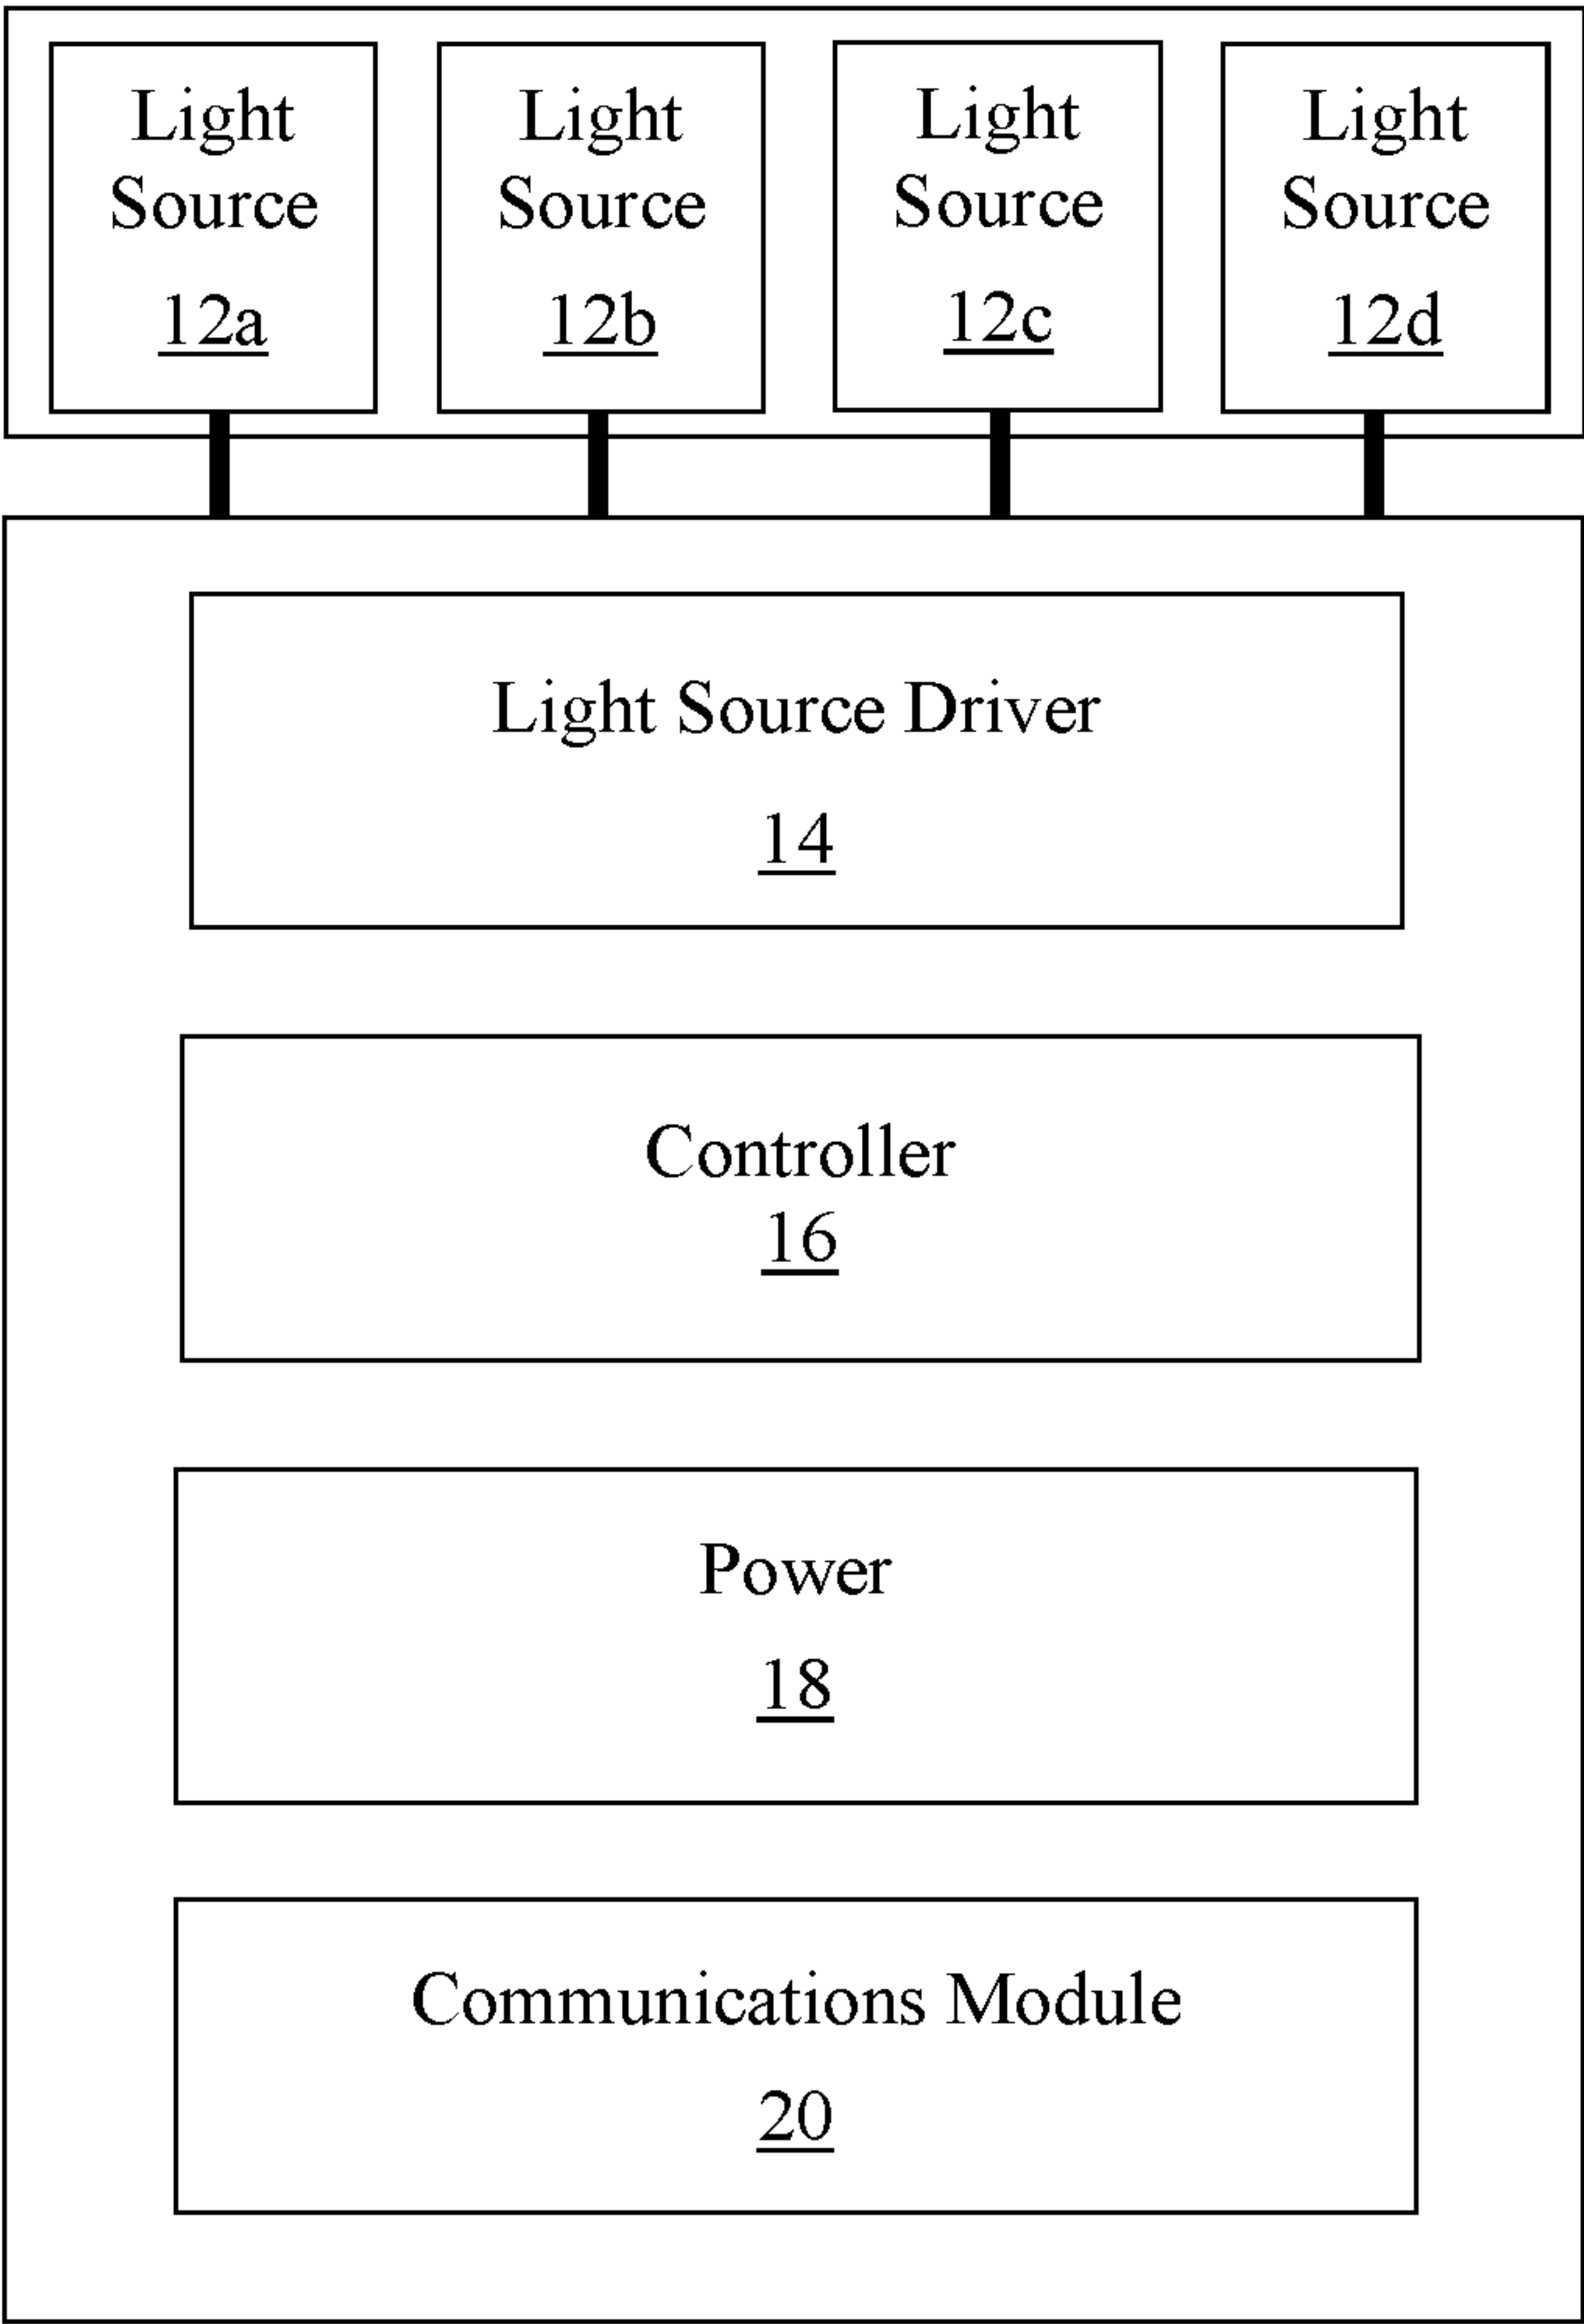 Light
Source
12a
Light
Source
12b
Light
Source
12c
Light
Source
12d
Light Source Driver
14
Controller
16
Power
18
Communications Module
20